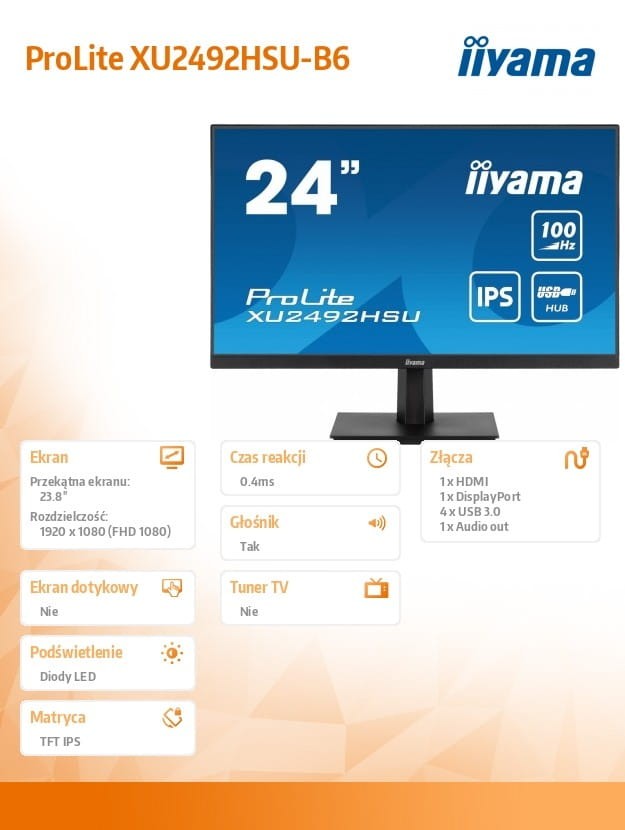 ProLite XU2492HSU-B6
iiyama
24”
iiyama
100
Hz
IPS
USB
HUB
ProLite
XU2492HSU
iiyama
Ekran
Przekątna ekranu:
23.8”
Rozdzielczość:
1920 x 1080 (FHD 1080)
Czas reakcji
0.4ms
Złącza
1 x HDMI
1 x DisplayPort
4 x USB 3.0
1 x Audio out
Głośnik
Tak
Ekran dotykowy
Nie
Tuner TV
Nie
Podświetlenie
Diody LED
Matryca
TFT IPS